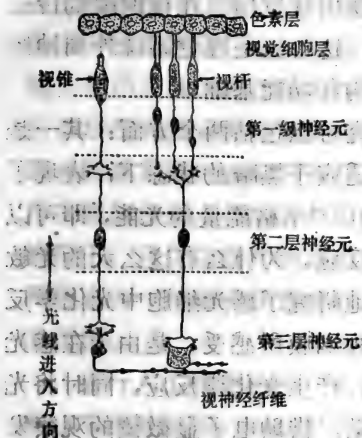 色素层
视觉细胞层
视锥
视杆
第一级神经元
第二层神经元
第三层神经元
光线进入方向
视神经纤维